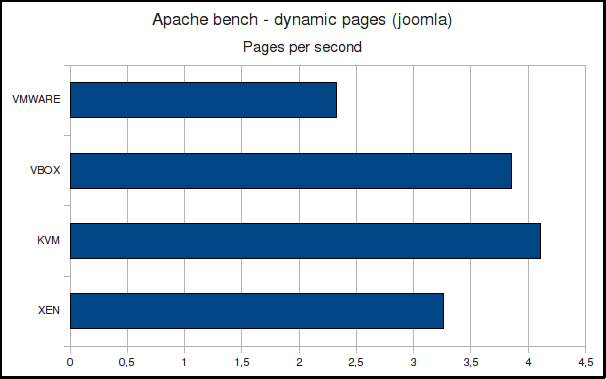 Apache bench - dynamic pages (joomla)
Pages per second
VMWARE
VBOX
KVM
XEN
0 0,5 1 1,5 2 2,5 3 3,5 4 4,5